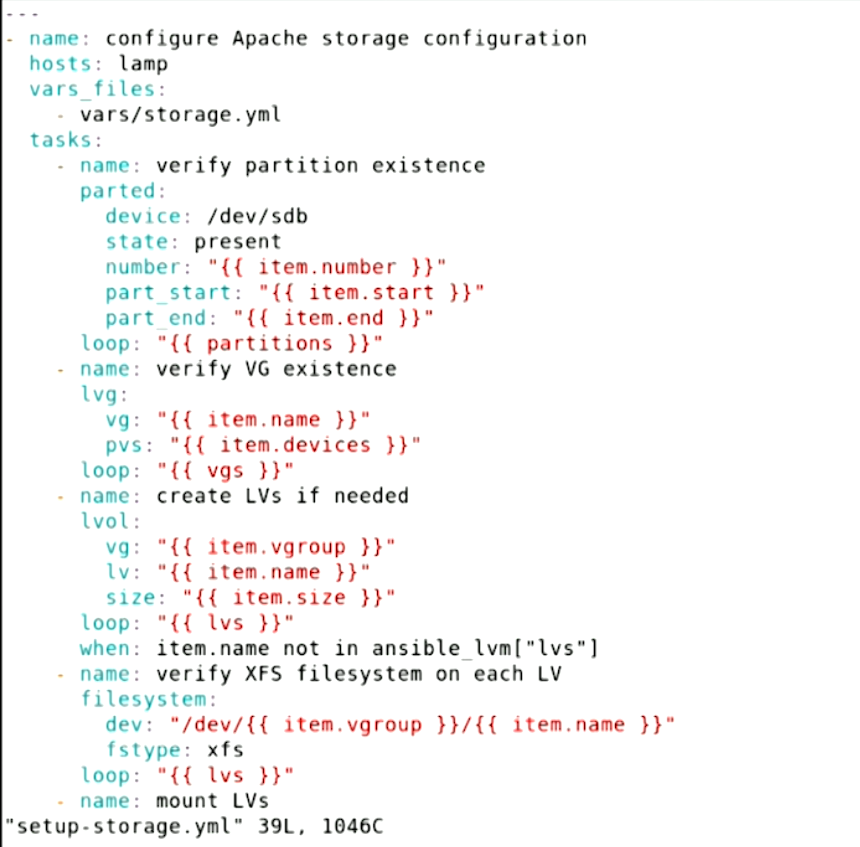 ---
- name: configure Apache storage configuration
  hosts: lamp
  vars_files:
    - vars/storage.yml
  tasks:
    - name: verify partition existence
      parted:
        device: /dev/sdb
        state: present
        number: "{{ item.number }}"
        part_start: "{{ item.start }}"
        part_end: "{{ item.end }}"
      loop: "{{ partitions }}"
    - name: verify VG existence
      lvg:
        vg: "{{ item.name }}"
        pvs: "{{ item.devices }}"
      loop: "{{ vgs }}"
    - name: create LVs if needed
      lvol:
        vg: "{{ item.vgroup }}"
        lv: "{{ item.name }}"
        size: "{{ item.size }}"
      loop: "{{ lvs }}"
      when: item.name not in ansible_lvm["lvs"]
    - name: verify XFS filesystem on each LV
      filesystem:
        dev: "/dev/{{ item.vgroup }}/{{ item.name }}"
        fstype: xfs
      loop: "{{ lvs }}"
    - name: mount LVs
"setup-storage.yml" 39L, 1046C